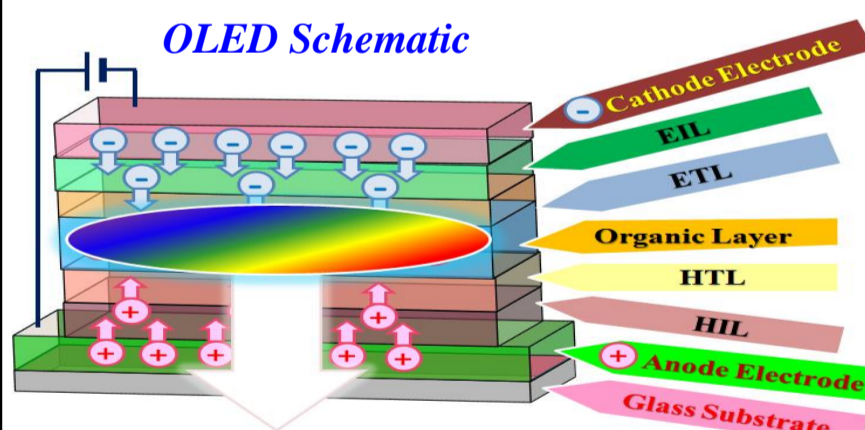 OLED Schematic
Cathode Electrode
EIL
ETL
Organic Layer
HTL
HIL
Anode Electrode
Glass Substrate